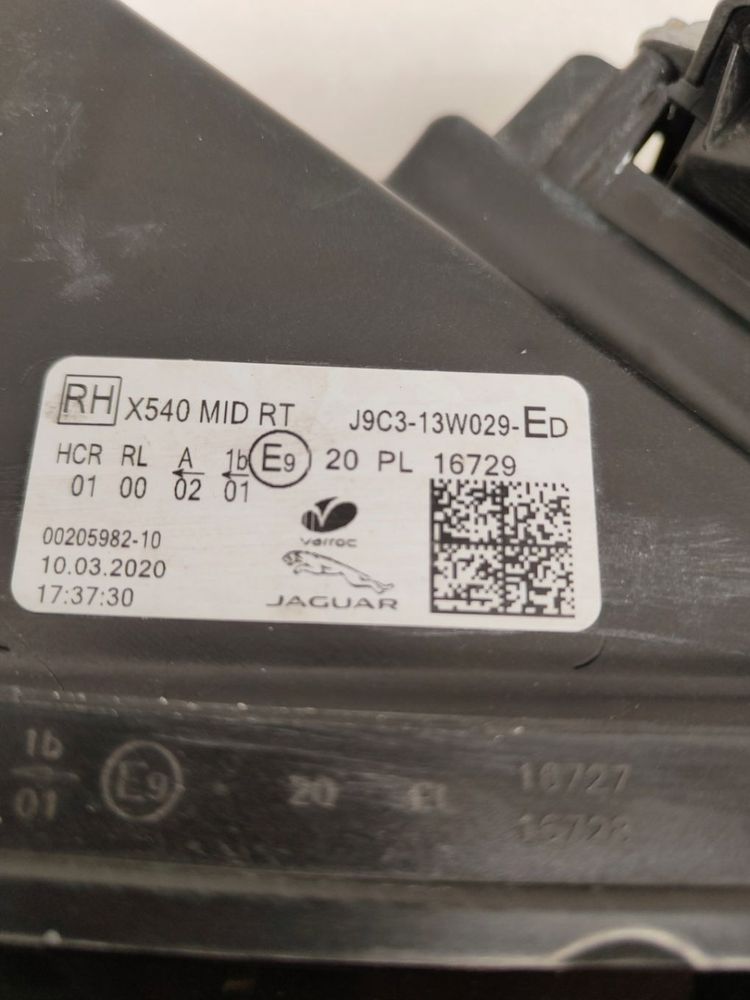 RH X540 MID RT J9C3-13W029-ED
HCR RL A 1b E9 20 PL 16729
01 00 02 01
00205982-10
10.03.2020
17:37:30
varroc
JAGUAR
1b E9 20 16727
01 16728